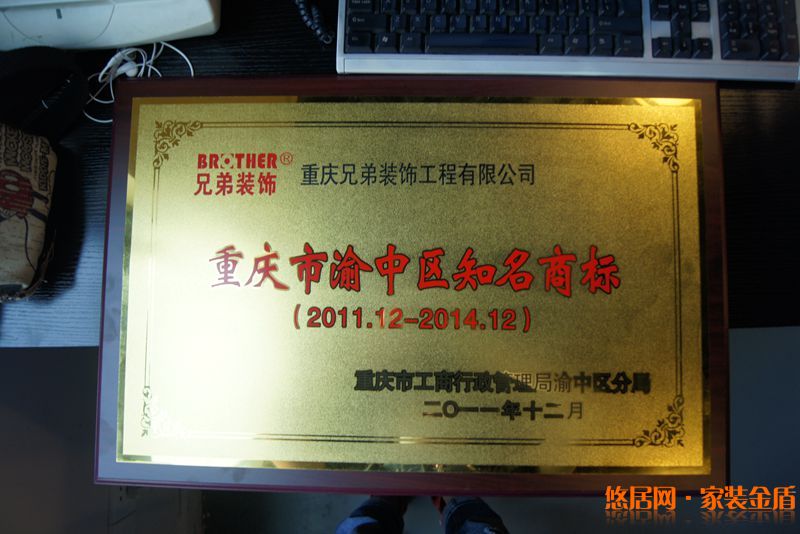 BROTHER®
兄弟装饰 重庆兄弟装饰工程有限公司
重庆市渝中区知名商标
（2011.12-2014.12）
重庆市工商行政管理局渝中区分局
二〇一一年十二月
悠居网·家装金盾